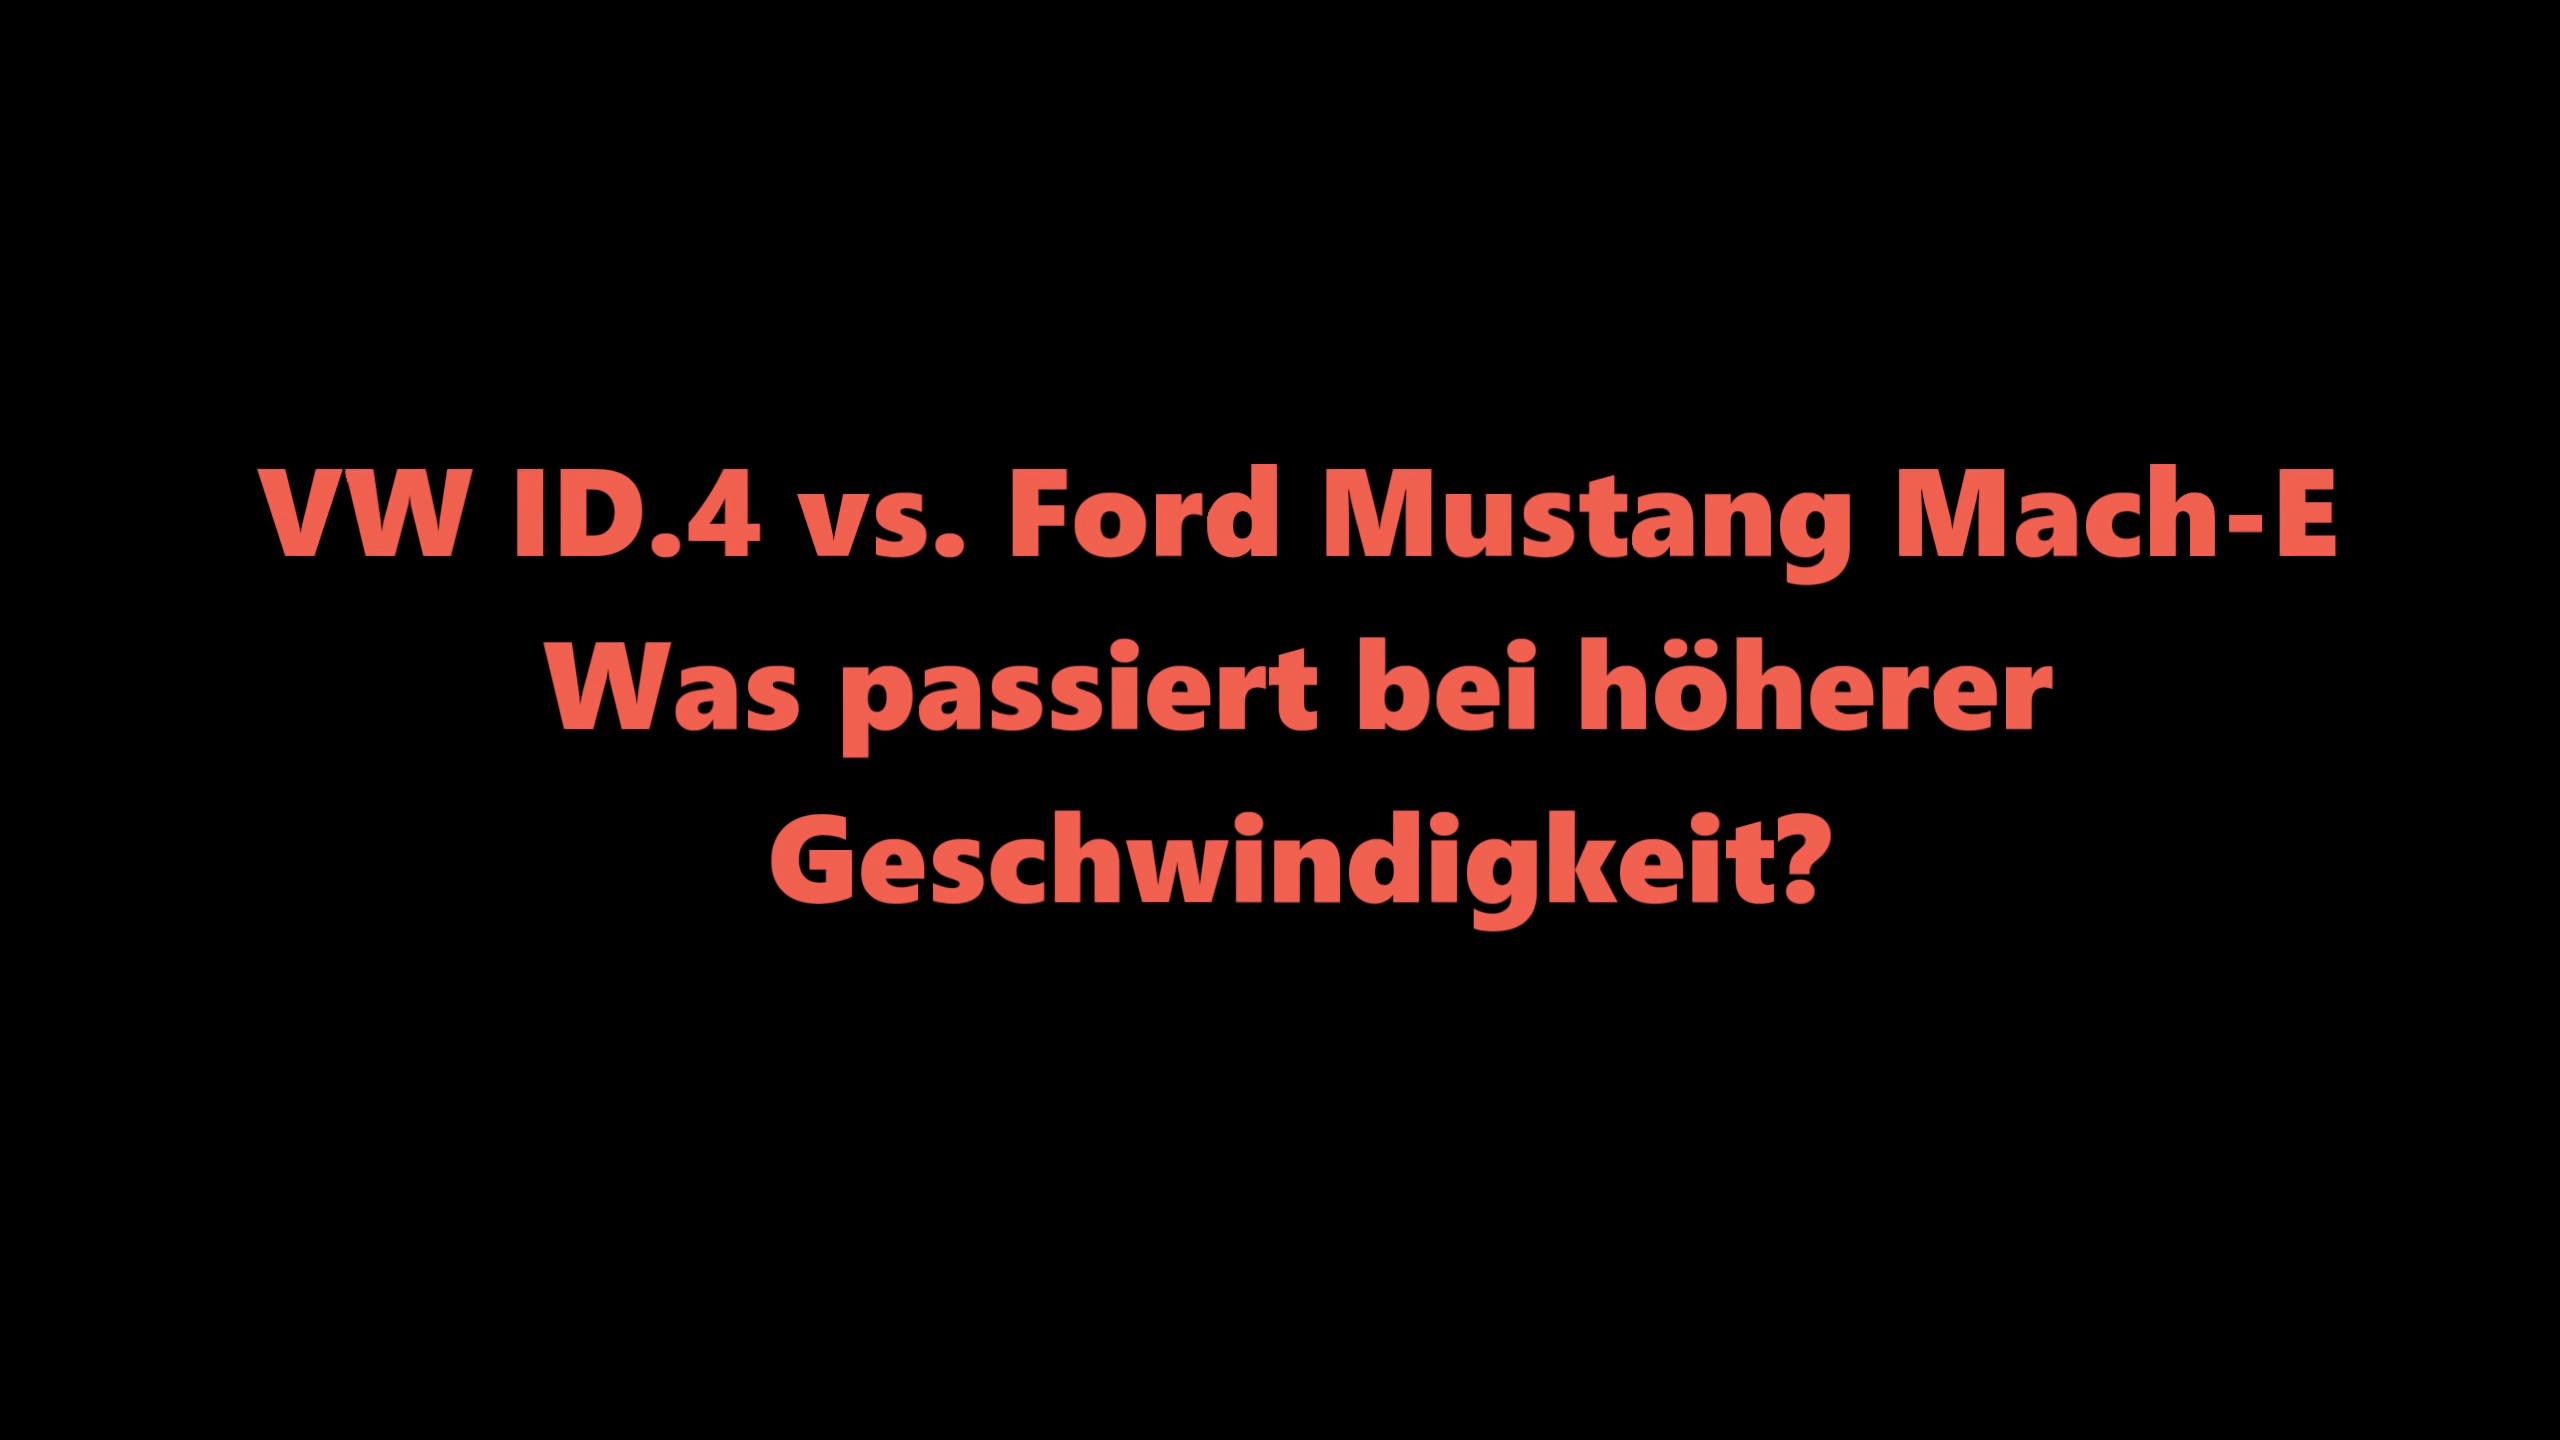 VW ID.4 vs. Ford Mustang Mach-E
Was passiert bei höherer
Geschwindigkeit?